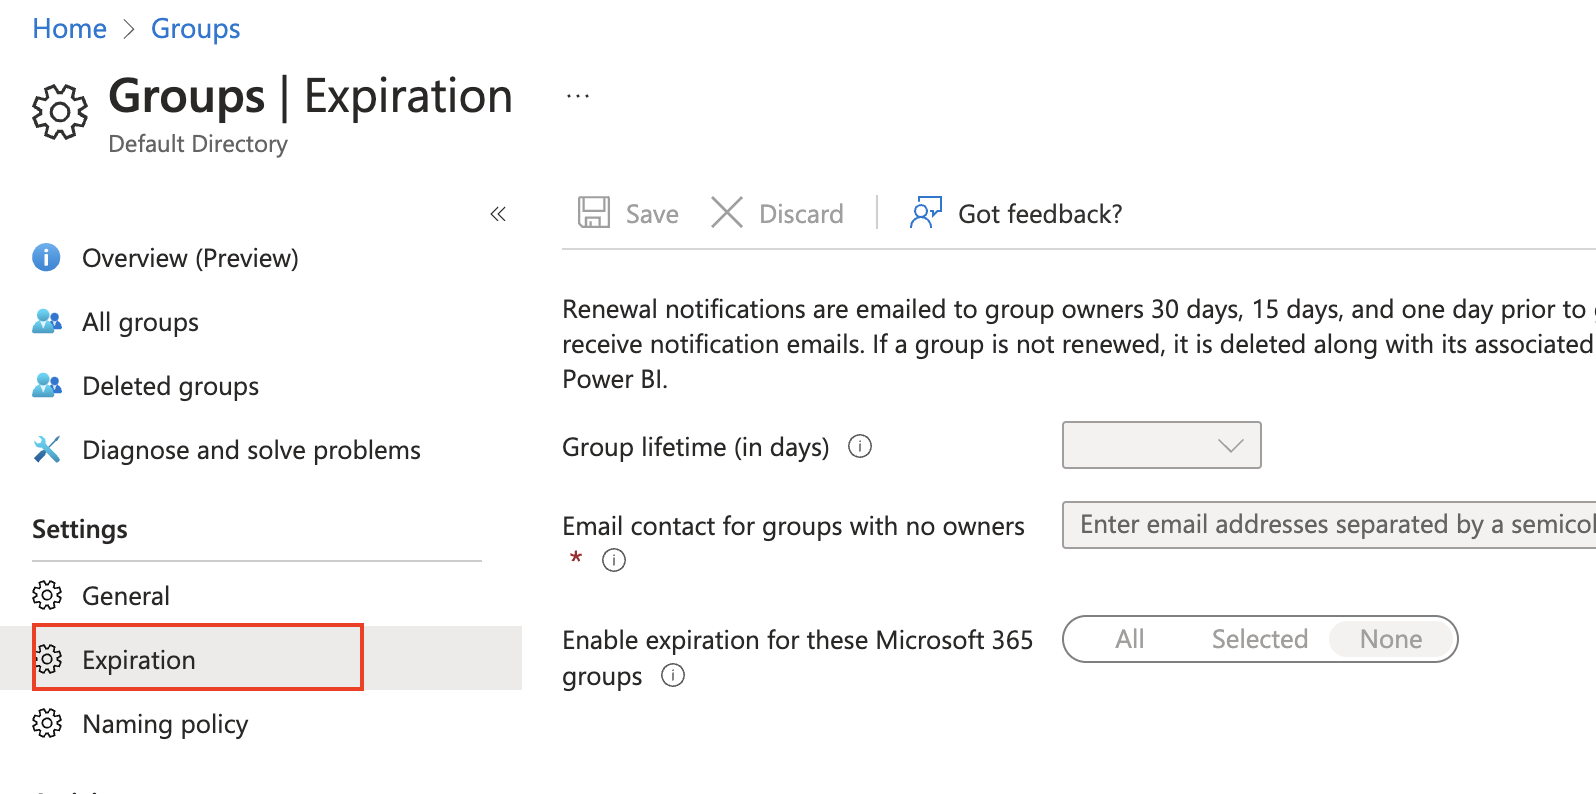 Home > Groups
Groups | Expiration ...
Default Directory
«
Save Discard Got feedback?
Overview (Preview)
All groups
Deleted groups
Diagnose and solve problems
Settings
General
Expiration
Naming policy
Renewal notifications are emailed to group owners 30 days, 15 days, and one day prior to
receive notification emails. If a group is not renewed, it is deleted along with its associated
Power BI.
Group lifetime (in days)
Email contact for groups with no owners
*
Enter email addresses separated by a semicol
Enable expiration for these Microsoft 365
groups
All Selected None